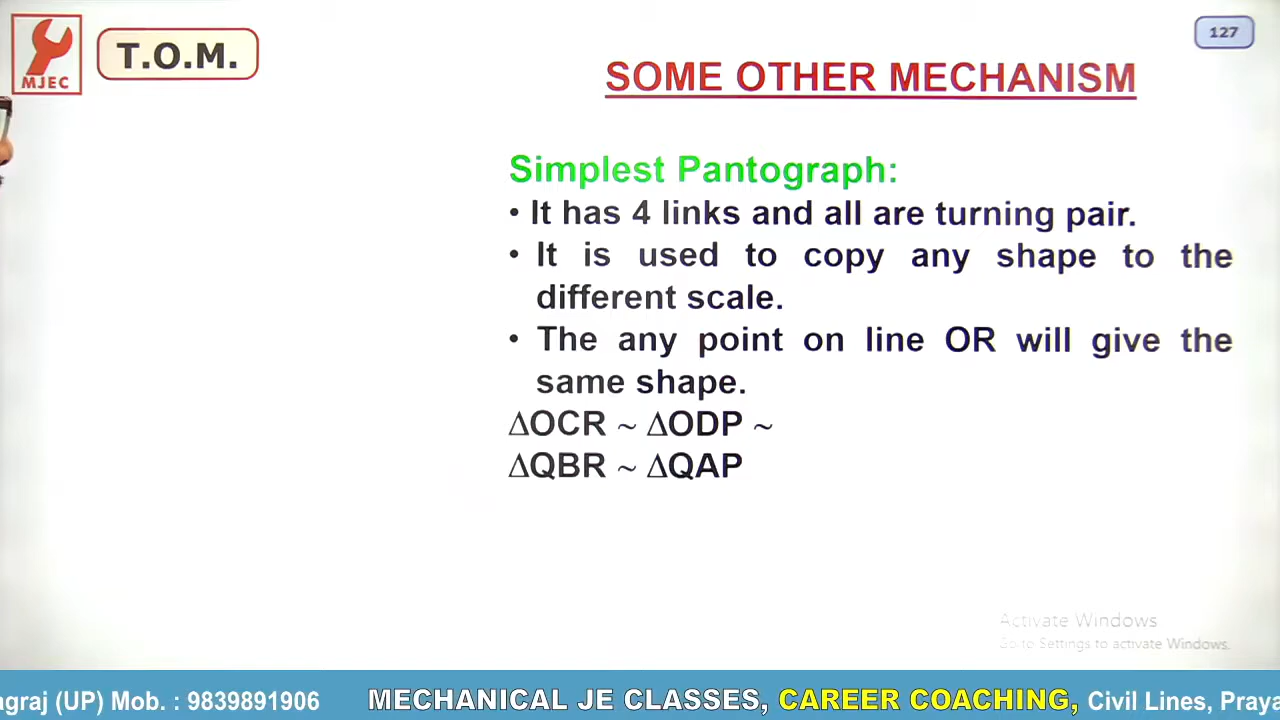 MJEC
T.O.M.
127
SOME OTHER MECHANISM
Simplest Pantograph:
• It has 4 links and all are turning pair.
• It is used to copy any shape to the
different scale.
• The any point on line OR will give the
same shape.
ΔOCR ~ ΔODP ~
ΔQBR ~ ΔQAP
Activate Windows
Go to Settings to activate Windows.
agraj (UP) Mob. : 9839891906 MECHANICAL JE CLASSES, CAREER COACHING, Civil Lines, Praya